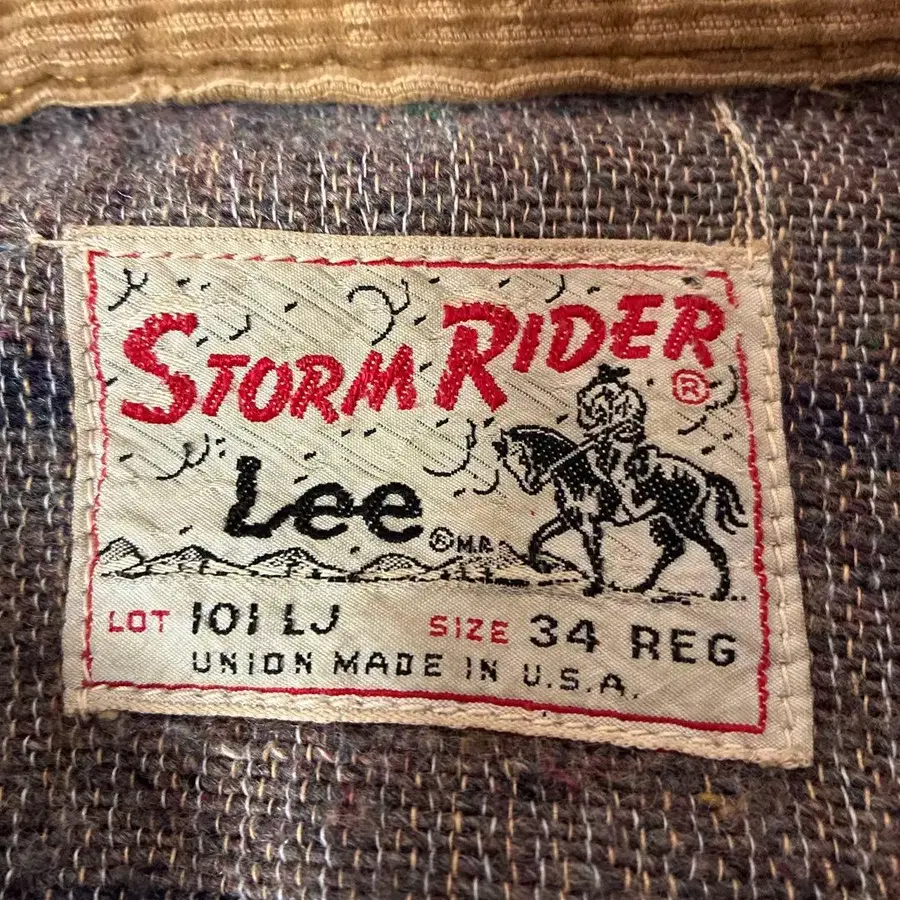 STORM RIDER ®
Lee ® M.R.
LOT 101 LJ SIZE 34 REG
UNION MADE IN U.S.A.